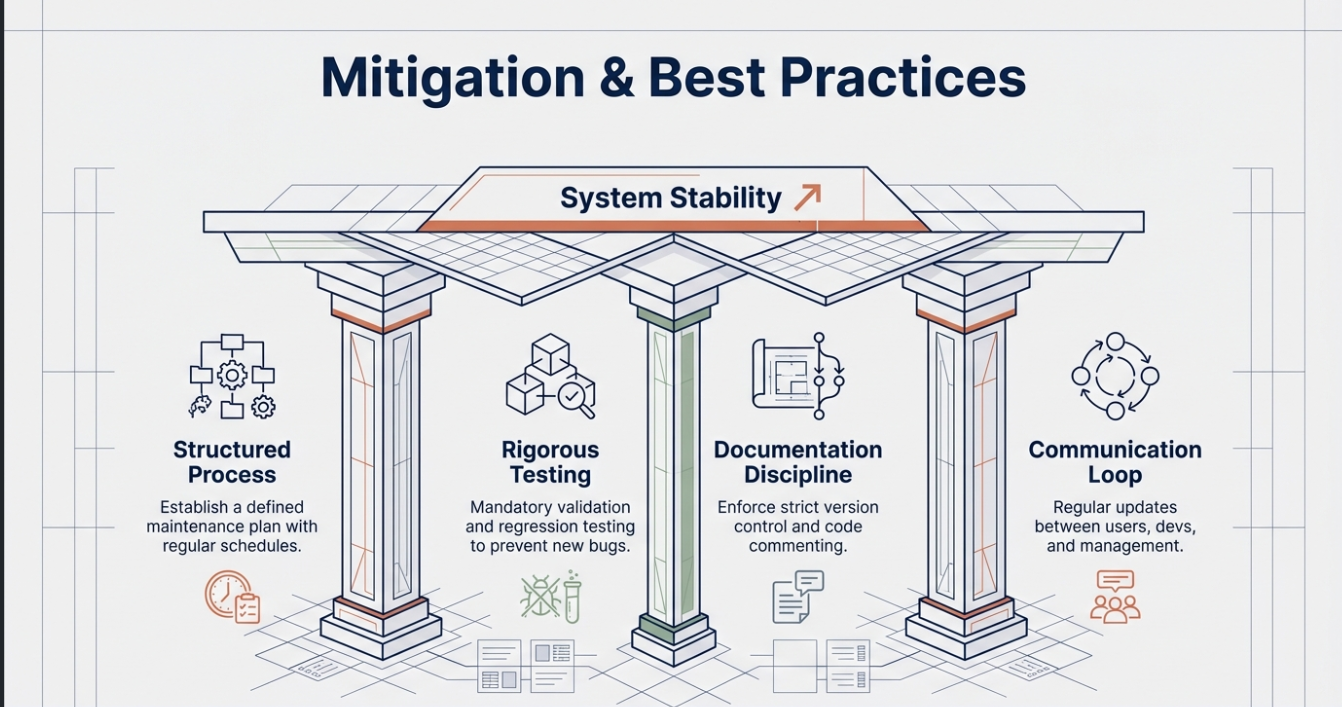 Mitigation & Best Practices
System Stability
Structured
Process
Establish a defined
maintenance plan with
regular schedules.
Rigorous
Testing
Mandatory validation
and regression testing
to prevent new bugs.
Documentation
Discipline
Enforce strict version
control and code
commenting.
Communication
Loop
Regular updates
between users, devs,
and management.